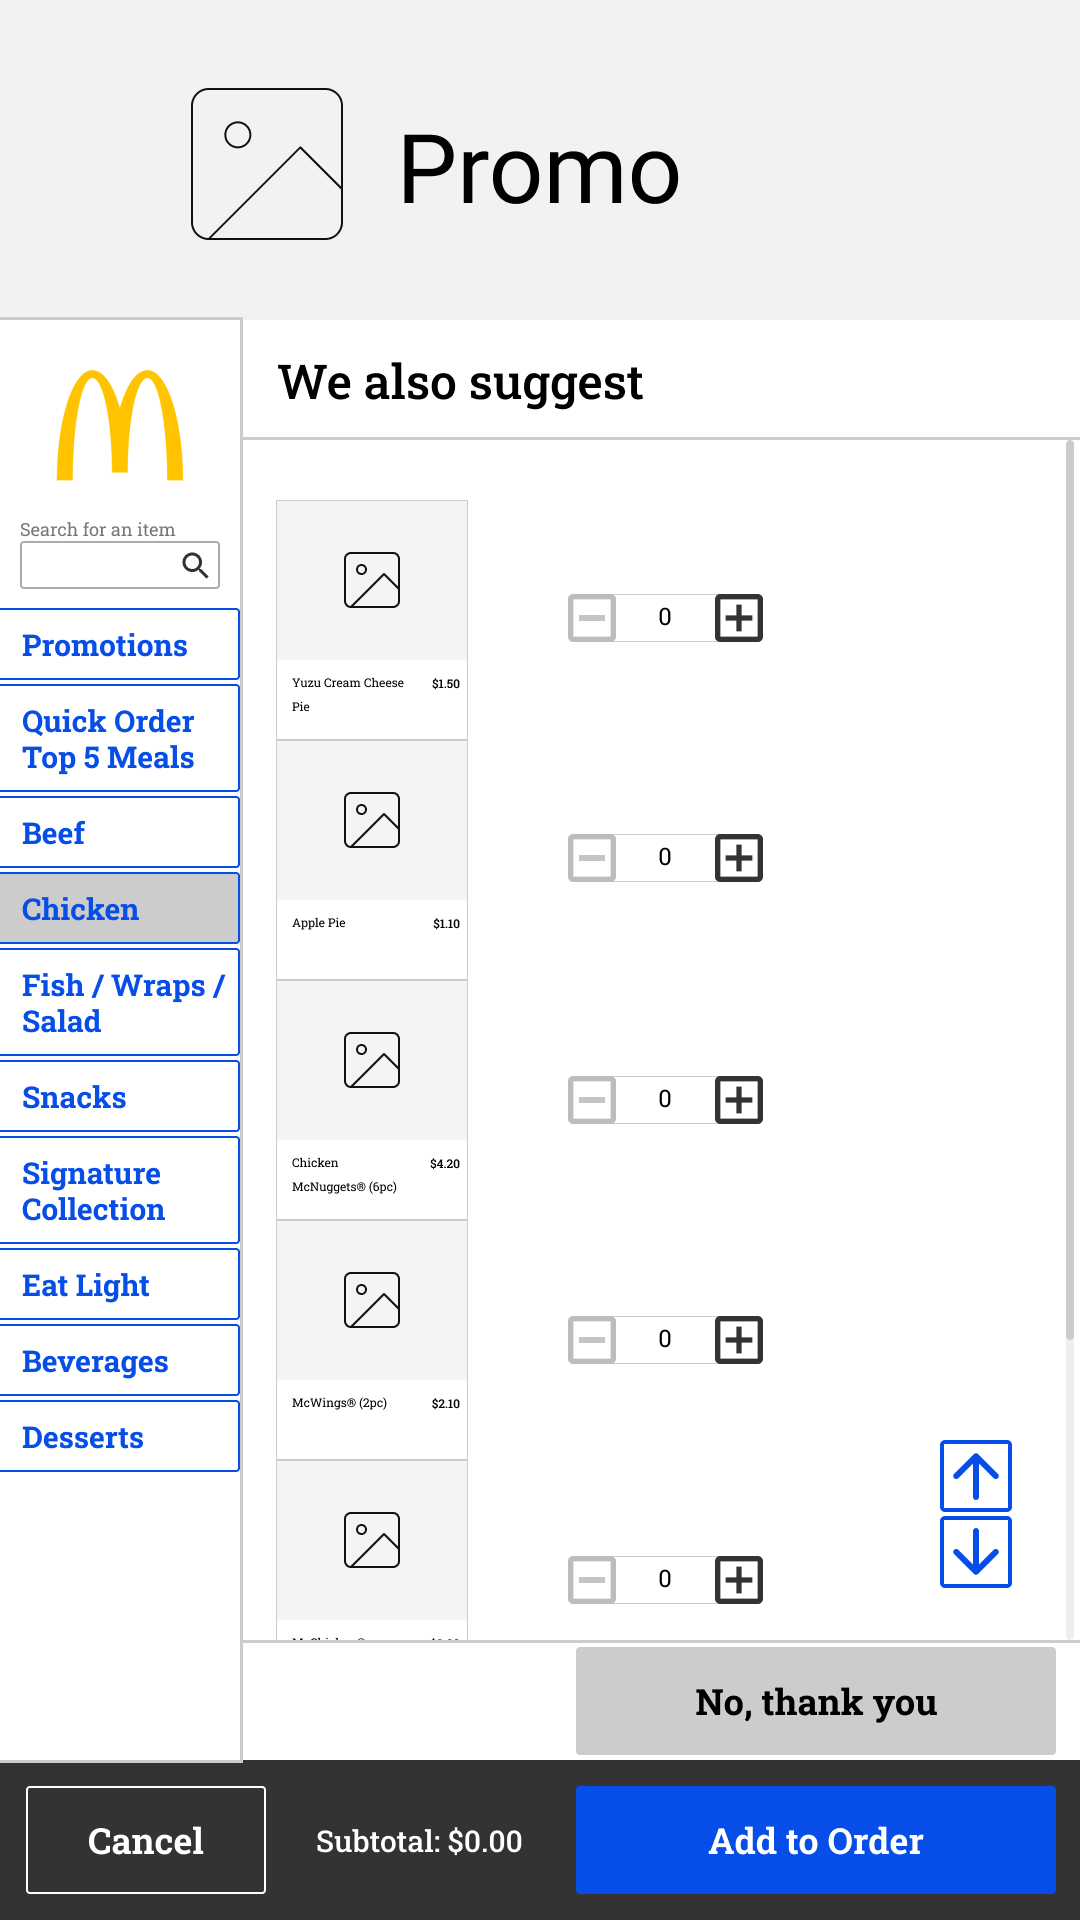 Promo
We also suggest
Search for an item
Promotions
Quick Order
Top 5 Meals
Beef
Chicken
Fish / Wraps /
Salad
Snacks
Signature
Collection
Eat Light
Beverages
Desserts
0
Yuzu Cream Cheese $1.50
Pie
0
Apple Pie $1.10
0
Chicken $4.20
McNuggets® (6pc)
0
McWings® (2pc) $2.10
0
No, thank you
Cancel
Subtotal: $0.00
Add to Order